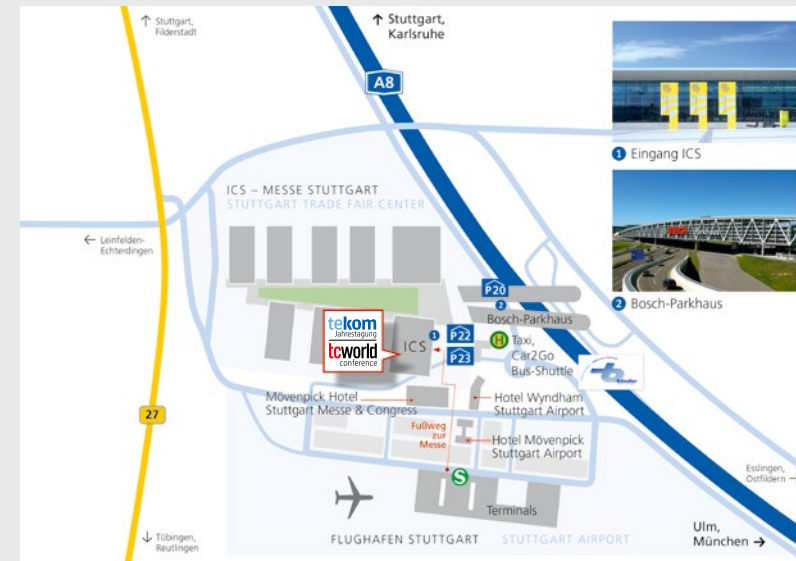 ↑ Stuttgart,
Filderstadt
↑ Stuttgart,
Karlsruhe
A8
1 Eingang ICS
ICS – MESSE STUTTGART
STUTTGART TRADE FAIR CENTER
← Leinfelden-
Echterdingen
P20
2
2 Bosch-Parkhaus
Bosch-Parkhaus
tekom
Jahrestagung
tcworld
conference
ICS
1
P22
P23
H Taxi,
Car2Go
Bus-Shuttle
Mövenpick Hotel
Stuttgart Messe & Congress
Hotel Wyndham
Stuttgart Airport
27
Fußweg
zur
Messe
Hotel Mövenpick
Stuttgart Airport
S
Esslingen,
Ostfildern →
Terminals
Ulm,
München →
↓ Tübingen,
Reutlingen
FLUGHAFEN STUTTGART
STUTTGART AIRPORT